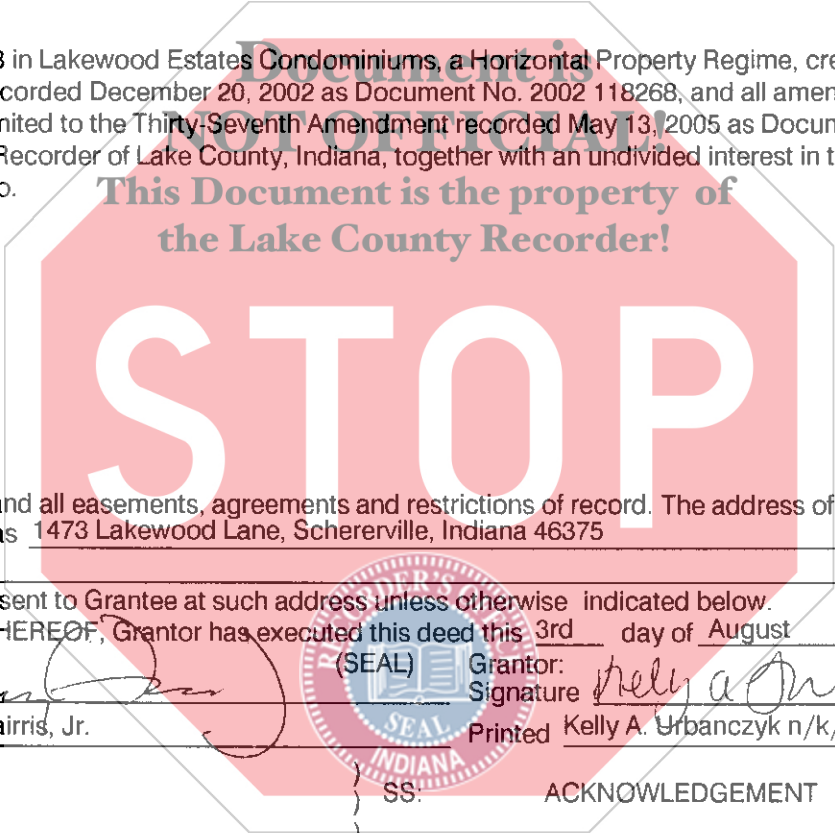 3 in Lakewood Estates Condominiums, a Horizontal Property Regime, cre
corded December 20, 2002 as Document No. 2002 118268, and all amen
nited to the Thirty-Seventh Amendment recorded May 13, 2005 as Docum
Recorder of Lake County, Indiana, together with an undivided interest in t
o.
Document is
NOT OFFICIAL!
This Document is the property of
the Lake County Recorder!
STOP
nd all easements, agreements and restrictions of record. The address of
as 1473 Lakewood Lane, Schererville, Indiana 46375
sent to Grantee at such address unless otherwise indicated below.
HEREOF, Grantor has executed this deed this 3rd day of August
(SEAL) Grantor:
Signature Kelly A
airris, Jr. Printed Kelly A. Urbanczyk n/k/
RECORDER'S OFFICE
SEAL
INDIANA
SS: ACKNOWLEDGEMENT